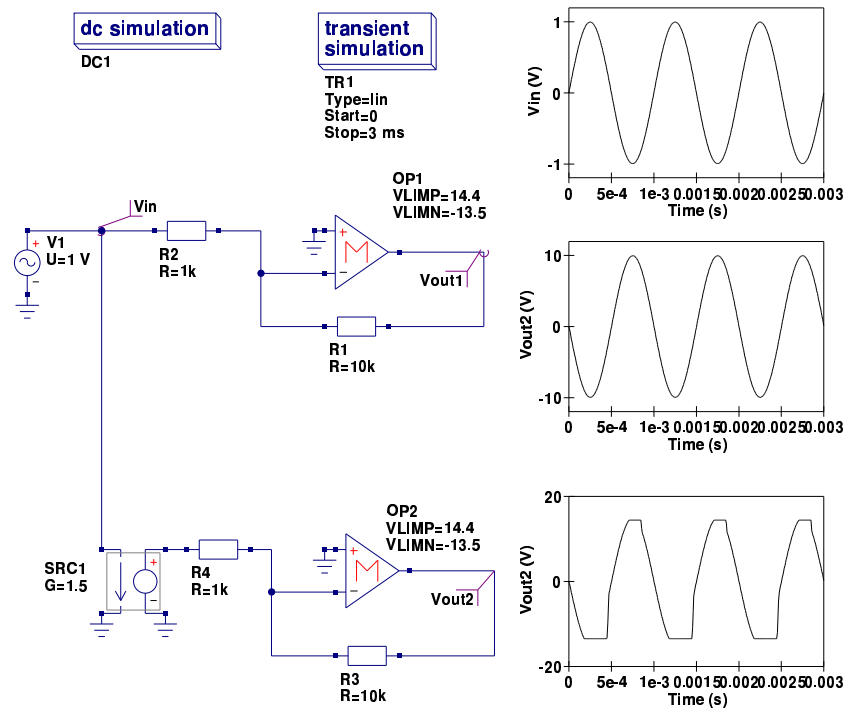 dc simulation
DC1
transient
simulation
TR1
Type=lin
Start=0
Stop=3 ms
Vin
V1
U=1 V
+
−
R2
R=1k
OP1
VLIMP=14.4
VLIMN=-13.5
+
M
−
Vout1
R1
R=10k
SRC1
G=1.5
+
−
R4
R=1k
OP2
VLIMP=14.4
VLIMN=-13.5
+
M
−
Vout2
R3
R=10k
Vin (V)
1
0
-1
0 5e-4 1e-3 0.0015 0.002 0.0025 0.003
Time (s)
Vout2 (V)
10
0
-10
0 5e-4 1e-3 0.0015 0.002 0.0025 0.003
Time (s)
Vout2 (V)
20
0
-20
0 5e-4 1e-3 0.0015 0.002 0.0025 0.003
Time (s)